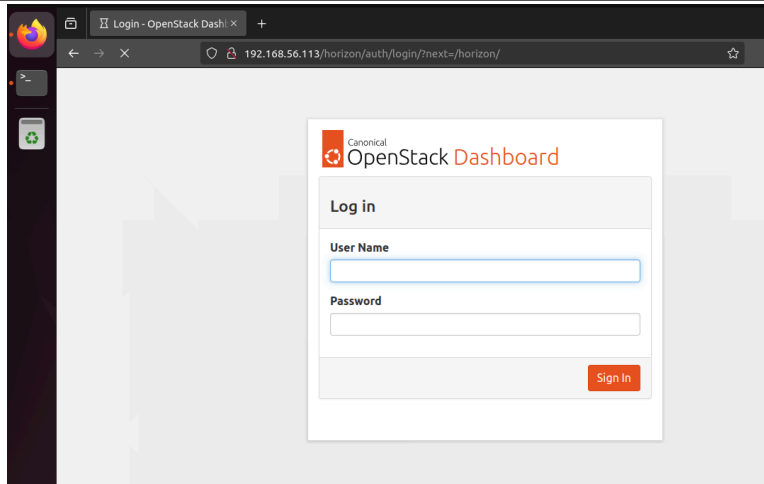 Login - OpenStack Dash
192.168.56.113/horizon/auth/login/?next=/horizon/
Canonical
OpenStack Dashboard
Log in
User Name
Password
Sign In